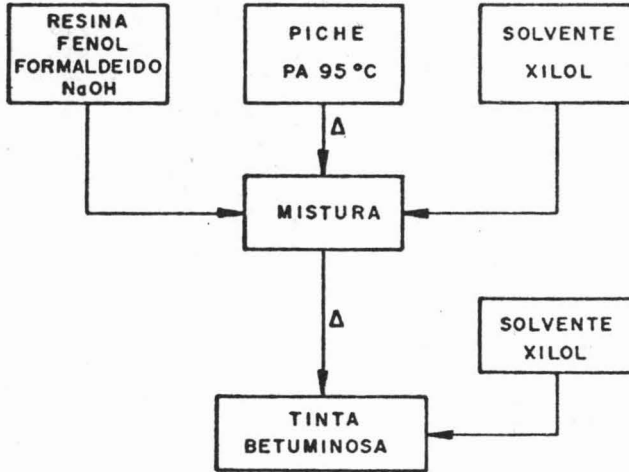 RESINA
FENOL
FORMALDEIDO
NaOH
PICHE
PA 95 °C
SOLVENTE
XILOL
Δ
MISTURA
Δ
SOLVENTE
XILOL
TINTA
BETUMINOSA